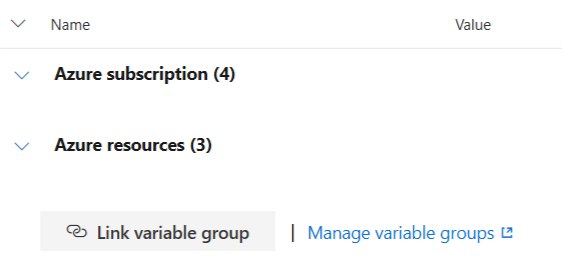 Name Value
Azure subscription (4)
Azure resources (3)
Link variable group | Manage variable groups